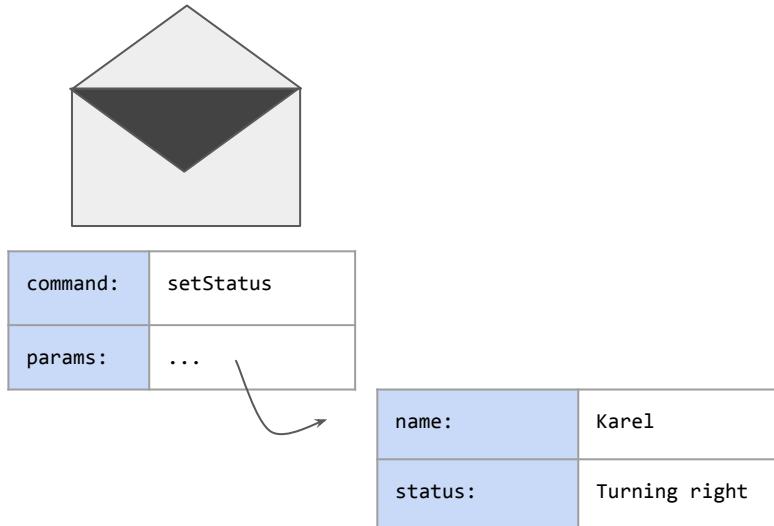 command: setStatus
params: ...
name: Karel
status: Turning right